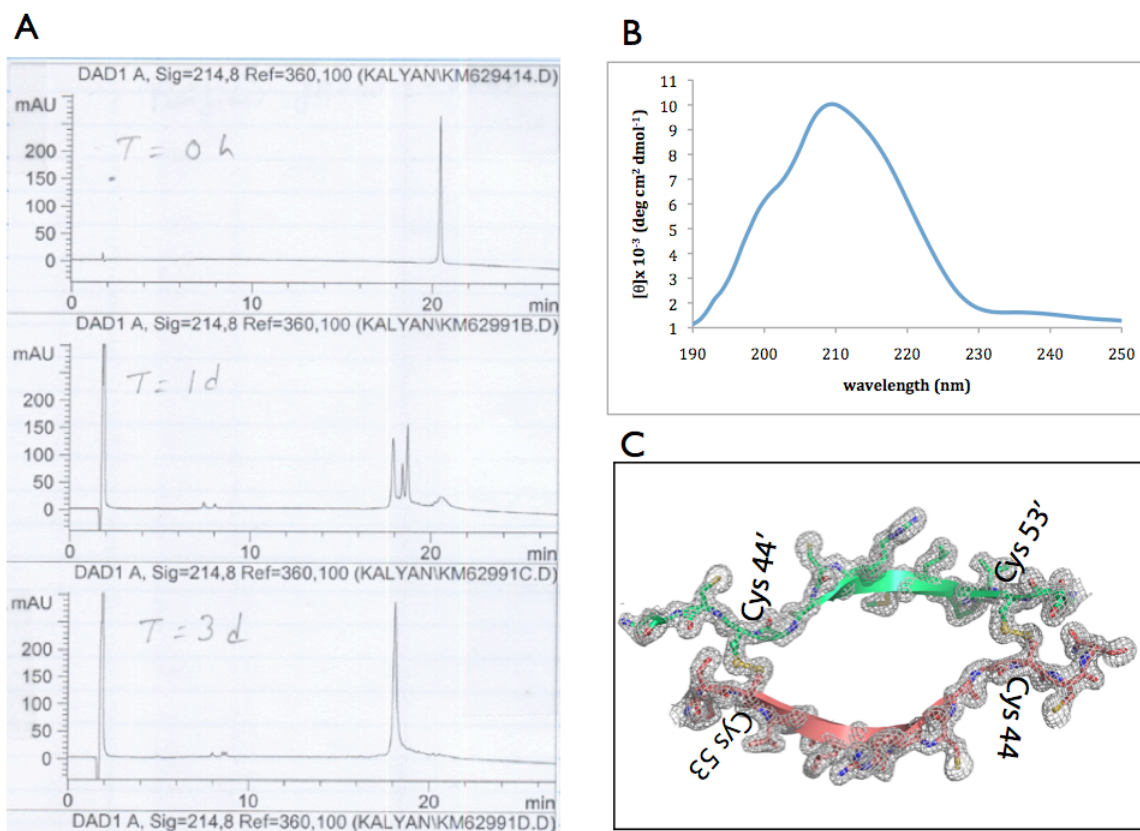 A
DAD1 A, Sig=214,8 Ref=360,100 (KALYAN\KM629414.D)
mAU
T = 0 h
200
150
100
50
0
0 10 20 min
DAD1 A, Sig=214,8 Ref=360,100 (KALYAN\KM62991B.D)
mAU
T = 1d
200
150
100
50
0
0 10 20 min
DAD1 A, Sig=214,8 Ref=360,100 (KALYAN\KM62991C.D)
mAU
T = 3 d
200
150
100
50
0
0 10 20 min
DAD1 A, Sig=214,8 Ref=360,100 (KALYAN\KM62991D.D)
B
[θ]x 10⁻³ (deg cm² dmol⁻¹)
11
10
9
8
7
6
5
4
3
2
1
190 200 210 220 230 240 250
wavelength (nm)
C
Cys 44′
Cys 53′
Cys 53
Cys 44